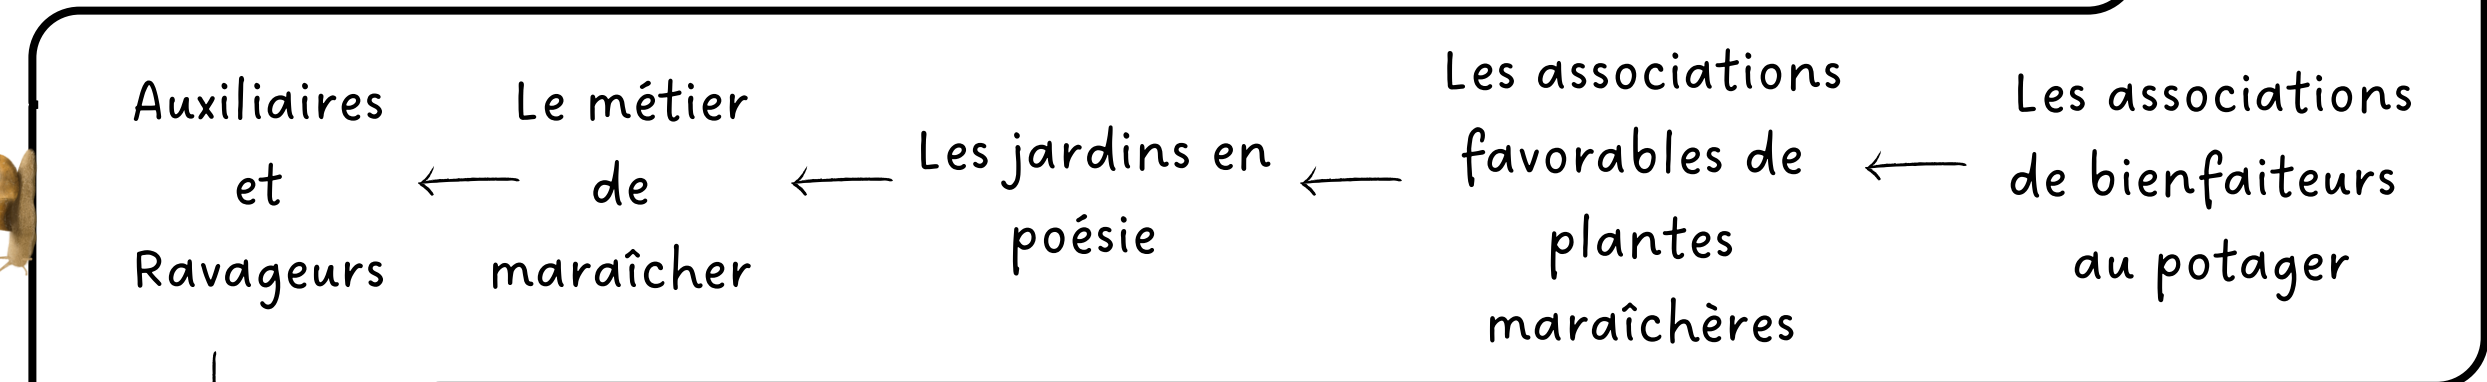 Auxiliaires
et
Ravageurs
Le métier
de
maraîcher
Les jardins en
poésie
Les associations
favorables de
plantes
maraîchères
Les associations
de bienfaiteurs
au potager